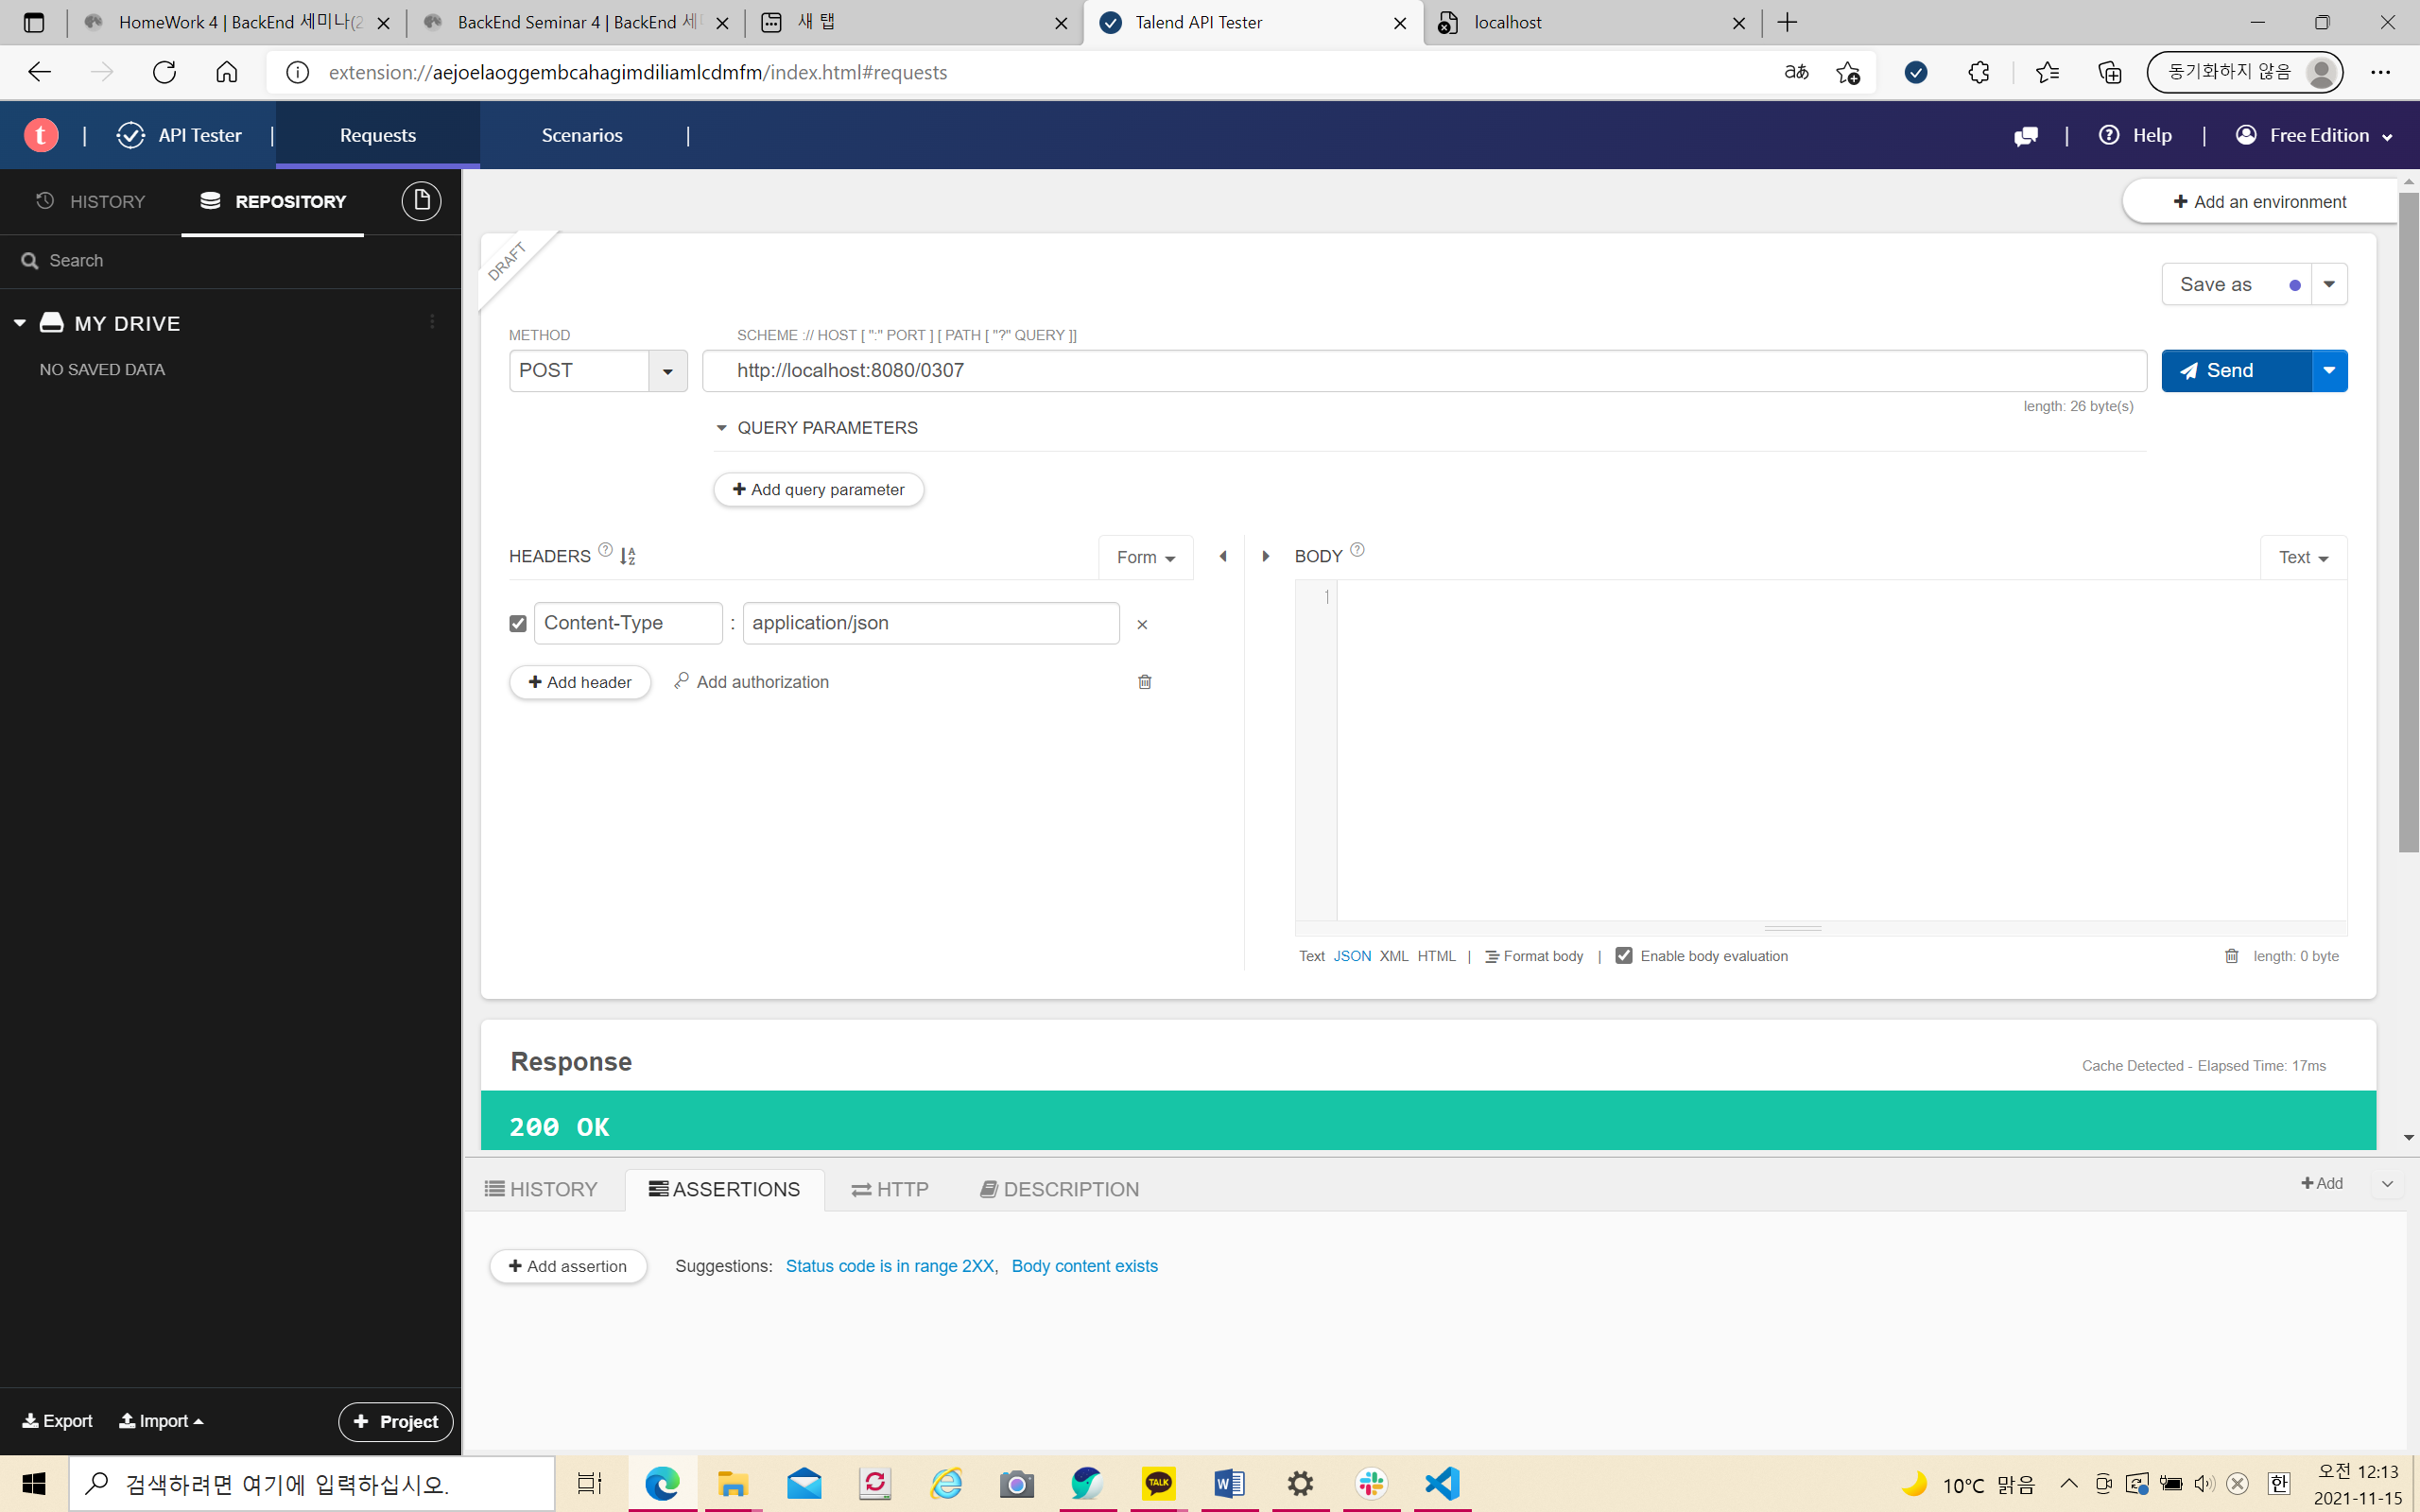 HomeWork 4 | BackEnd 세미나(2
BackEnd Seminar 4 | BackEnd 세미
새 탭
Talend API Tester
localhost
extension://aejoelaoggembcahagimdiliamlcdmfm/index.html#requests
aあ
동기화하지 않음
t
API Tester
Requests
Scenarios
Help
Free Edition
HISTORY
REPOSITORY
Add an environment
Search
DRAFT
Save as
MY DRIVE
NO SAVED DATA
METHOD
SCHEME :// HOST [ ":" PORT ] [ PATH [ "?" QUERY ]]
POST
http://localhost:8080/0307
Send
length: 26 byte(s)
QUERY PARAMETERS
Add query parameter
HEADERS
Form
BODY
Text
Content-Type : application/json
1
Add header
Add authorization
Text JSON XML HTML | Format body | Enable body evaluation
length: 0 byte
Response
Cache Detected - Elapsed Time: 17ms
200 OK
HISTORY
ASSERTIONS
HTTP
DESCRIPTION
Add
Add assertion
Suggestions: Status code is in range 2XX, Body content exists
Export
Import
Project
검색하려면 여기에 입력하십시오.
TALK
10°C 맑음
한
오전 12:13
2021-11-15